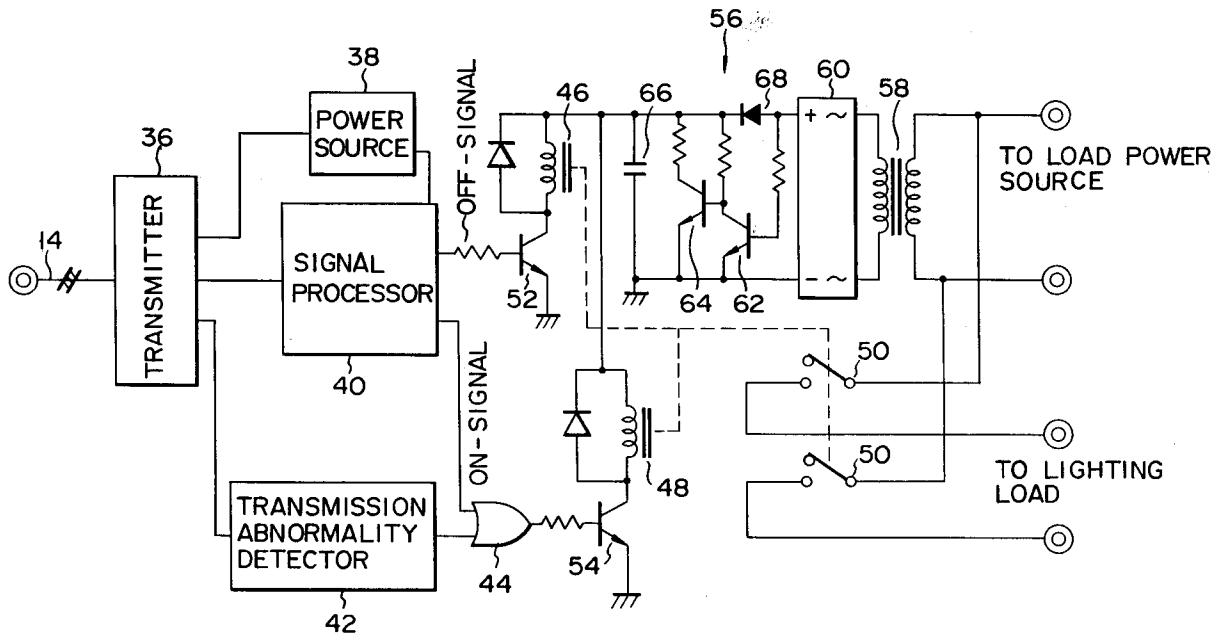 56
38
POWER
SOURCE
OFF-SIGNAL
46
66
68
60
58
+ ~
TO LOAD POWER
SOURCE
36
TRANSMITTER
14
SIGNAL
PROCESSOR
40
52
64
62
- ~
ON-SIGNAL
50
50
48
TO LIGHTING
LOAD
TRANSMISSION
ABNORMALITY
DETECTOR
42
44
54